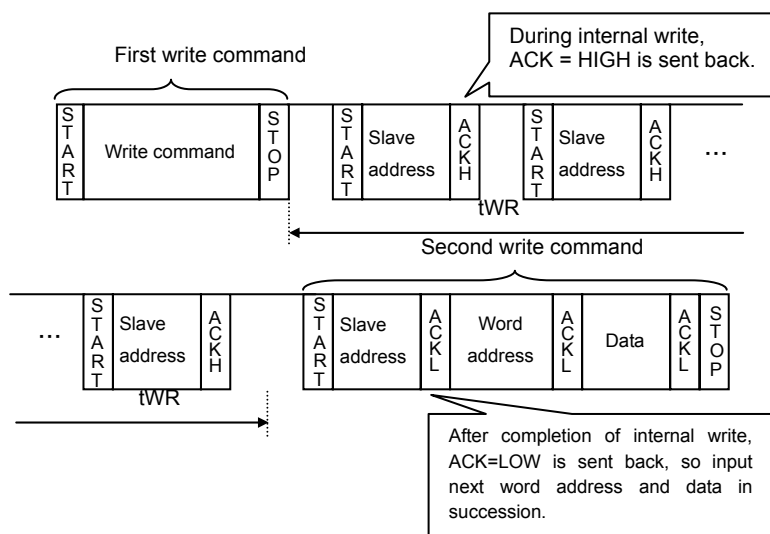 During internal write,
ACK = HIGH is sent back.
First write command
START
Write command
STOP
START
Slave
address
ACKH
START
Slave
address
ACKH
...
tWR
Second write command
...
START
Slave
address
ACKH
START
Slave
address
ACKL
Word
address
ACKL
Data
ACKL
STOP
tWR
After completion of internal write,
ACK=LOW is sent back, so input
next word address and data in
succession.